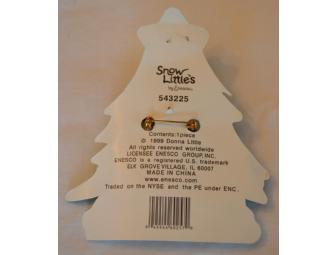 Snow
Little's
by Enesco
543225
Contents: 1 piece
© 1999 Donna Little
All rights reserved worldwide
LICENSEE ENESCO GROUP, INC.
ENESCO is a registered U.S. trademark
ELK GROVE VILLAGE, IL 60007
MADE IN CHINA
www.enesco.com
Traded on the NYSE and the PE under ENC.